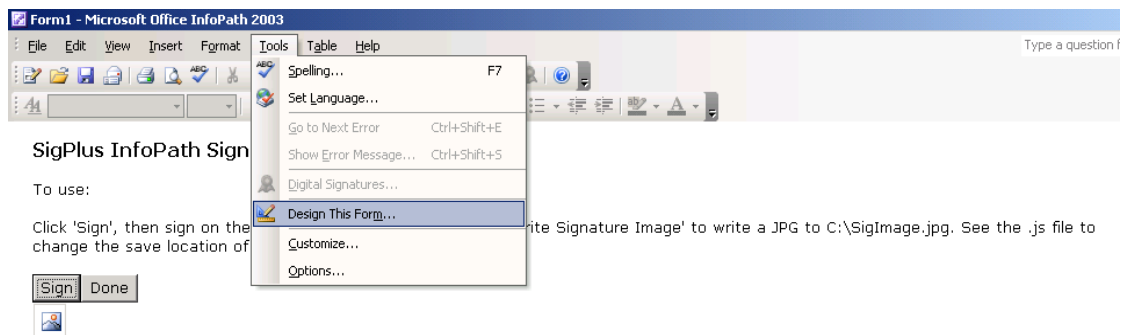 Form1 - Microsoft Office InfoPath 2003
File Edit View Insert Format Tools Table Help
Type a question f
Spelling... F7
Set Language...
Go to Next Error Ctrl+Shift+E
Show Error Message... Ctrl+Shift+S
Digital Signatures...
Design This Form...
Customize...
Options...
SigPlus InfoPath Sign
To use:
Click 'Sign', then sign on the rite Signature Image' to write a JPG to C:\SigImage.jpg. See the .js file to
change the save location of
Sign Done